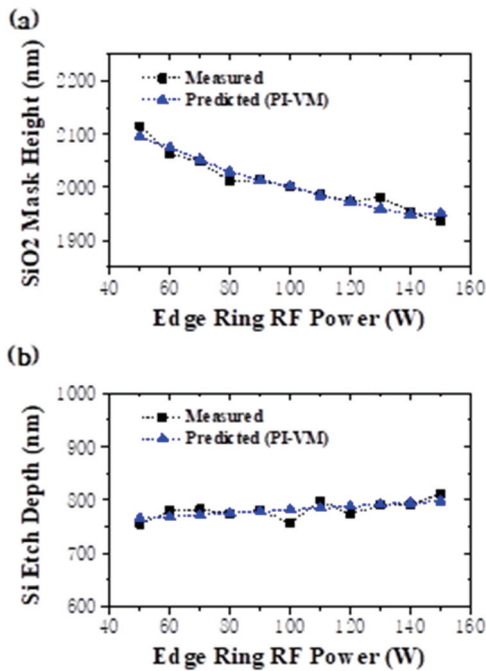 (a)
2200
2100
2000
1900
SiO2 Mask Height (nm)
Measured
Predicted (PI-VM)
40 60 80 100 120 140 160
Edge Ring RF Power (W)
(b)
1000
900
800
700
600
Si Etch Depth (nm)
Measured
Predicted (PI-VM)
40 60 80 100 120 140 160
Edge Ring RF Power (W)